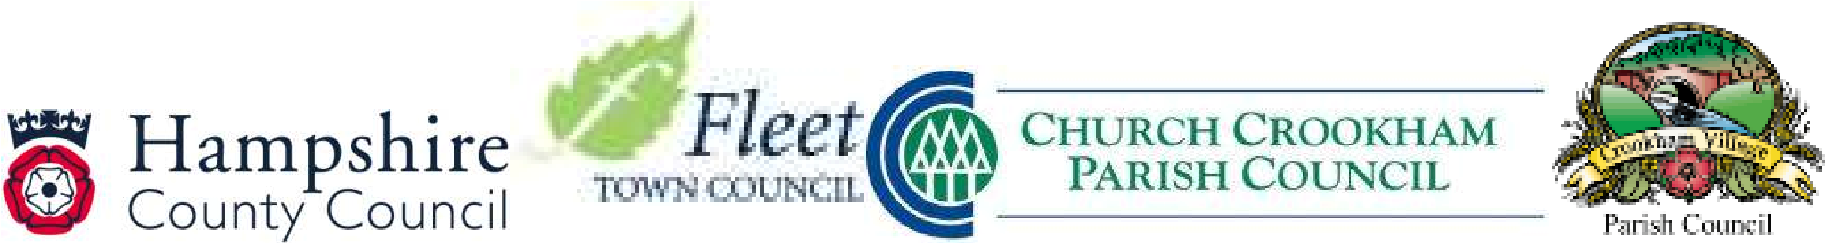 Hampshire
County Council
f
Fleet
TOWN COUNCIL
CHURCH CROOKHAM
PARISH COUNCIL
Crookham Village
Parish Council